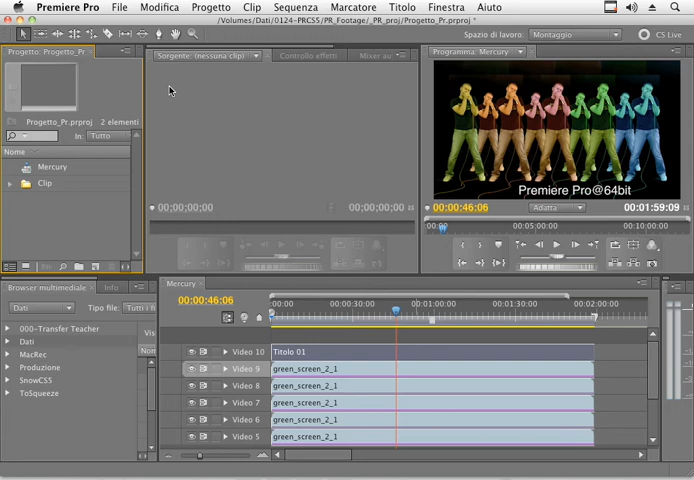 Premiere Pro File Modifica Progetto Clip Sequenza Marcatore Titolo Finestra Aiuto
/Volumes/Dati/0124-PRCS5/PR_Footage/_PR_proj/Progetto_Pr.prproj *
Spazio di lavoro: Montaggio CS Live
Progetto: Progetto_Pr
Sorgente: (nessuna clip) Controllo effetti Mixer au
Programma: Mercury
Progetto_Pr.prproj 2 elementi
In: Tutto
Nome
Mercury
Clip
00;00;00;00 00;00;00;00
Premiere Pro@64bit
00:00:46:06 Adatta 00:01:59:09
00:00 00:05:00:00 00:10:00:00
Browser multimediale Info
Dati Tipo file: Tutti i f
000-Transfer Teacher
Dati
MacRec
Produzione
SnowCS5
ToSqueeze
Vis
Nom
Mercury
00:00:46:06
:00:00 00:00:30:00 00:01:00:00 00:01:30:00 00:02:00:00
Video 10 Titolo 01
Video 9 green_screen_2_1
Video 8 green_screen_2_1
Video 7 green_screen_2_1
Video 6 green_screen_2_1
Video 5 green_screen_2_1